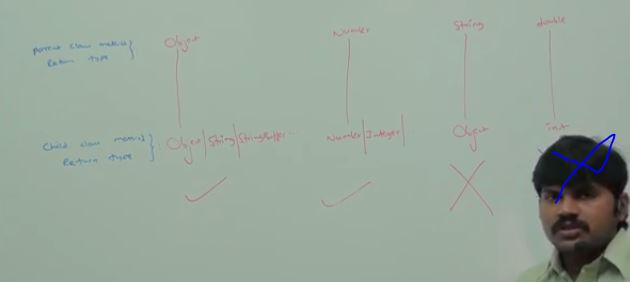 Parent class method } Object Number String double
Return type
Child class method } : Object | String | StringBuffer... Number | Integer | Object int
Return type